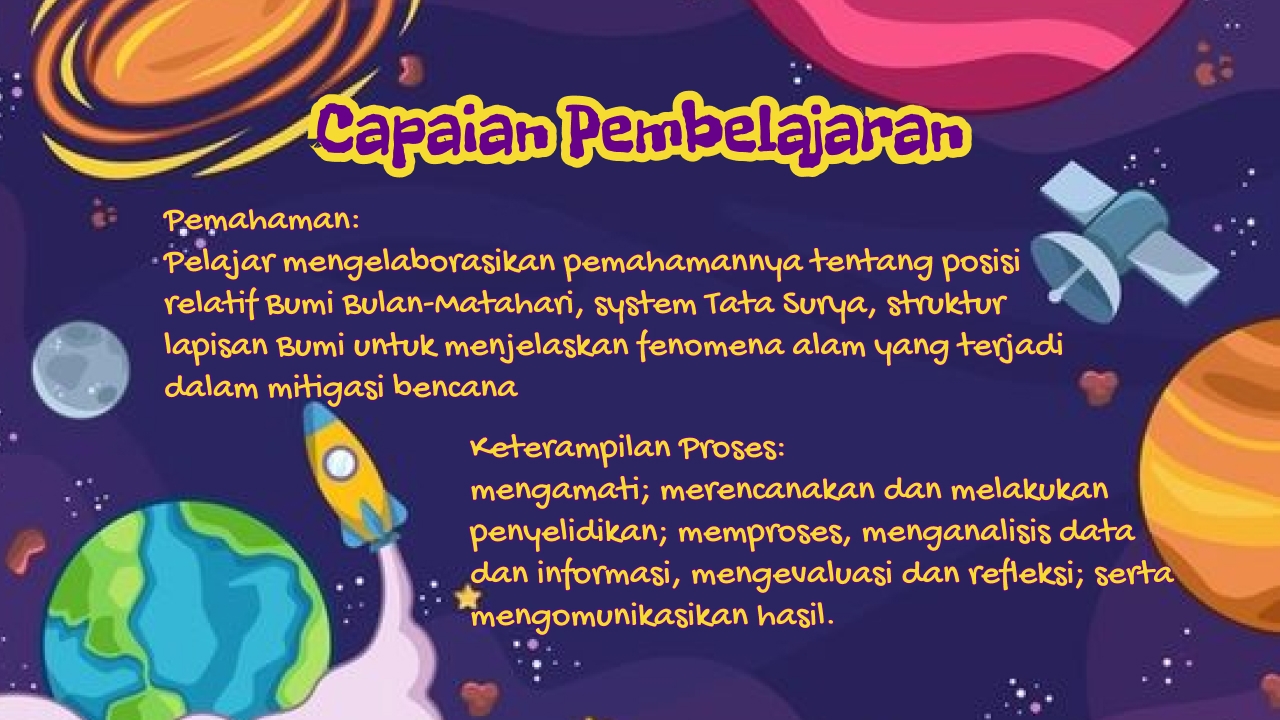 Capaian Pembelajaran
Pemahaman:
Pelajar mengelaborasikan pemahamannya tentang posisi
relatif Bumi Bulan-Matahari, system Tata Surya, struktur
lapisan Bumi untuk menjelaskan fenomena alam yang terjadi
dalam mitigasi bencana
Keterampilan Proses:
mengamati; merencanakan dan melakukan
penyelidikan; memproses, menganalisis data
dan informasi, mengevaluasi dan refleksi; serta
mengomunikasikan hasil.